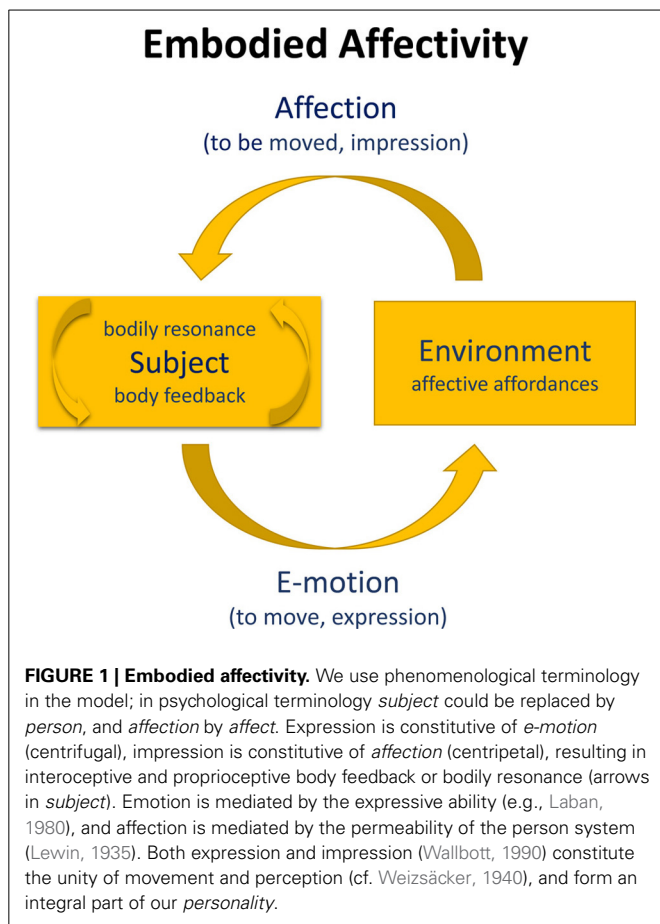 Embodied Affectivity
Affection
(to be moved, impression)
bodily resonance
Subject
body feedback
Environment
affective affordances
E-motion
(to move, expression)
FIGURE 1 | Embodied affectivity. We use phenomenological terminology
in the model; in psychological terminology subject could be replaced by
person, and affection by affect. Expression is constitutive of e-motion
(centrifugal), impression is constitutive of affection (centripetal), resulting in
interoceptive and proprioceptive body feedback or bodily resonance (arrows
in subject). Emotion is mediated by the expressive ability (e.g., Laban,
1980), and affection is mediated by the permeability of the person system
(Lewin, 1935). Both expression and impression (Wallbott, 1990) constitute
the unity of movement and perception (cf. Weizsäcker, 1940), and form an
integral part of our personality.